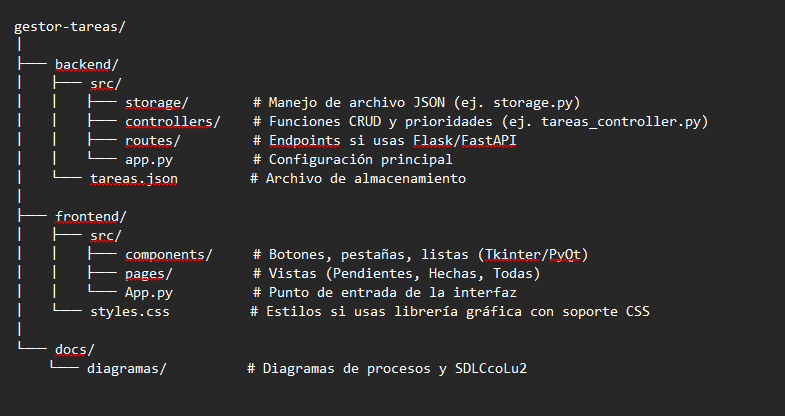 gestor-tareas/
│
├── backend/
│   ├── src/
│   │   ├── storage/        # Manejo de archivo JSON (ej. storage.py)
│   │   ├── controllers/    # Funciones CRUD y prioridades (ej. tareas_controller.py)
│   │   ├── routes/         # Endpoints si usas Flask/FastAPI
│   │   └── app.py          # Configuración principal
│   └── tareas.json         # Archivo de almacenamiento
│
├── frontend/
│   ├── src/
│   │   ├── components/     # Botones, pestañas, listas (Tkinter/PyQt)
│   │   ├── pages/          # Vistas (Pendientes, Hechas, Todas)
│   │   └── App.py          # Punto de entrada de la interfaz
│   └── styles.css          # Estilos si usas librería gráfica con soporte CSS
│
└── docs/
    └── diagramas/          # Diagramas de procesos y SDLCcoLu2